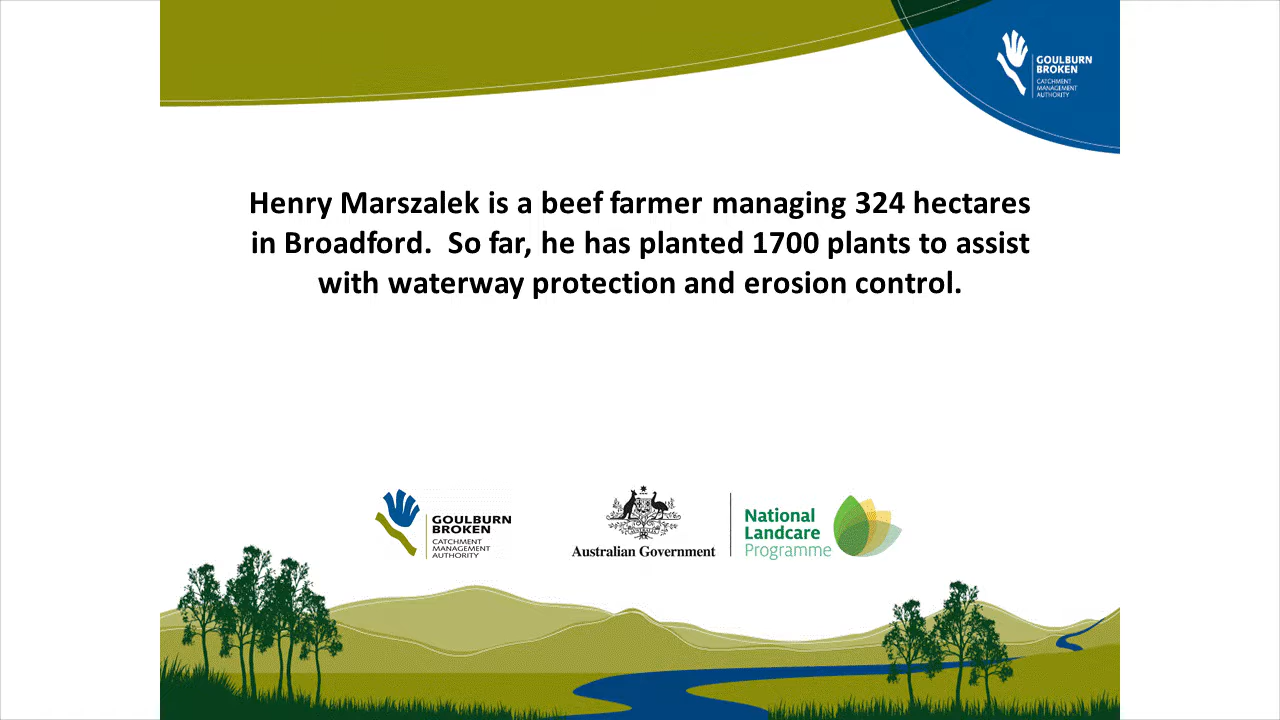 GOULBURN
BROKEN
CATCHMENT
MANAGEMENT
AUTHORITY
Henry Marszalek is a beef farmer managing 324 hectares
in Broadford.  So far, he has planted 1700 plants to assist
with waterway protection and erosion control.
GOULBURN
BROKEN
CATCHMENT
MANAGEMENT
AUTHORITY
Australian Government
National
Landcare
Programme